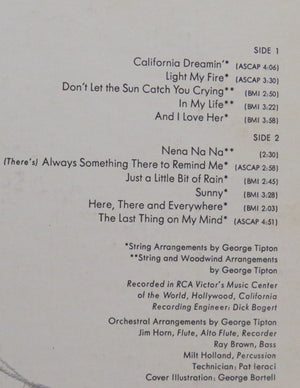 SIDE 1
California Dreamin'* (ASCAP 4:06)
Light My Fire* (ASCAP 3:30)
Don't Let the Sun Catch You Crying** (BMI 2:50)
In My Life** (BMI 3:22)
And I Love Her* (BMI 3:58)
SIDE 2
Nena Na Na** (2:30)
(There's) Always Something There to Remind Me* (ASCAP 2:58)
Just a Little Bit of Rain* (BMI 2:45)
Sunny* (BMI 3:28)
Here, There and Everywhere* (BMI 2:03)
The Last Thing on My Mind* (ASCAP 4:51)
*String Arrangements by George Tipton
**String and Woodwind Arrangements
by George Tipton
Recorded in RCA Victor's Music Center
of the World, Hollywood, California
Recording Engineer: Dick Bogert
Orchestral Arrangements by George Tipton
Jim Horn, Flute, Alto Flute, Recorder
Ray Brown, Bass
Milt Holland, Percussion
Technician: Pat Ieraci
Cover Illustration: George Bartell